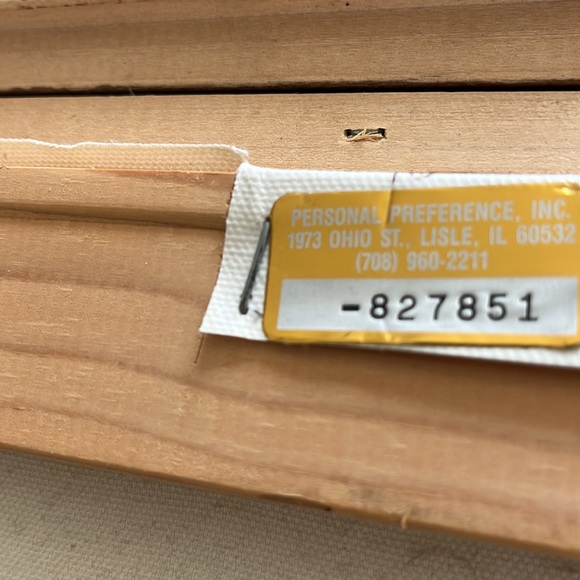 PERSONAL PREFERENCE, INC.
1973 OHIO ST., LISLE, IL 60532
(708) 960-2211
-827851